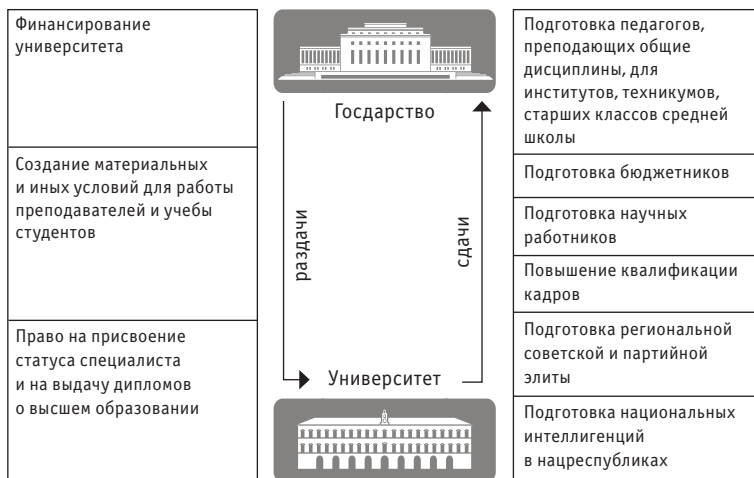 Финансирование
университета
Создание материальных
и иных условий для работы
преподавателей и учебы
студентов
Право на присвоение
статуса специалиста
и на выдачу дипломов
о высшем образовании
Госдарство
раздачи
сдачи
Университет
Подготовка педагогов,
преподающих общие
дисциплины, для
институтов, техникумов,
старших классов средней
школы
Подготовка бюджетников
Подготовка научных
работников
Повышение квалификации
кадров
Подготовка региональной
советской и партийной
элиты
Подготовка национальных
интеллигенций
в нацреспубликах